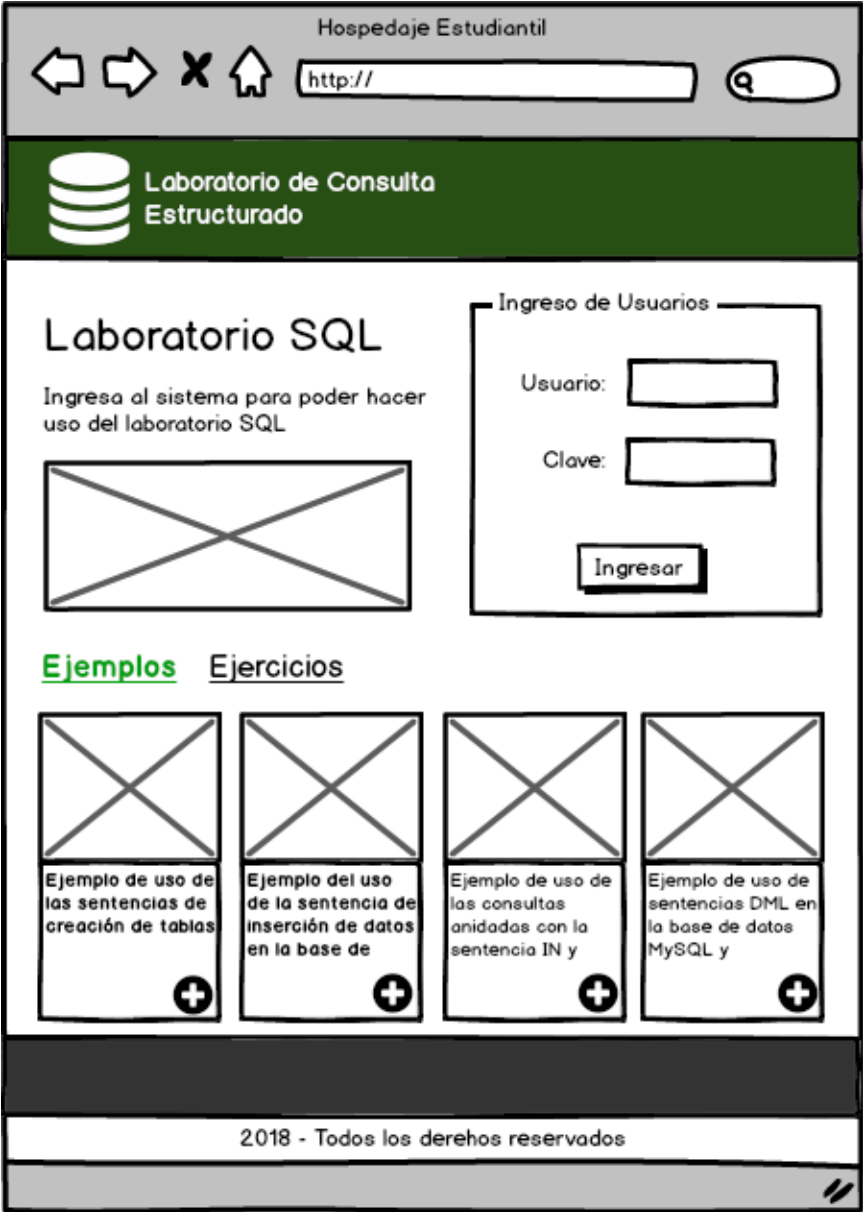 Hospedaje Estudiantil
http://
Laboratorio de Consulta
Estructurado
Laboratorio SQL
Ingresa al sistema para poder hacer
uso del laboratorio SQL
Ingreso de Usuarios
Usuario:
Clave:
Ingresar
Ejemplos Ejercicios
Ejemplo de uso de
las sentencias de
creación de tablas
Ejemplo del uso
de la sentencia de
inserción de datos
en la base de
Ejemplo de uso de
las consultas
anidadas con la
sentencia IN y
Ejemplo de uso de
sentencias DML en
la base de datos
MySQL y
2018 - Todos los derehos reservados